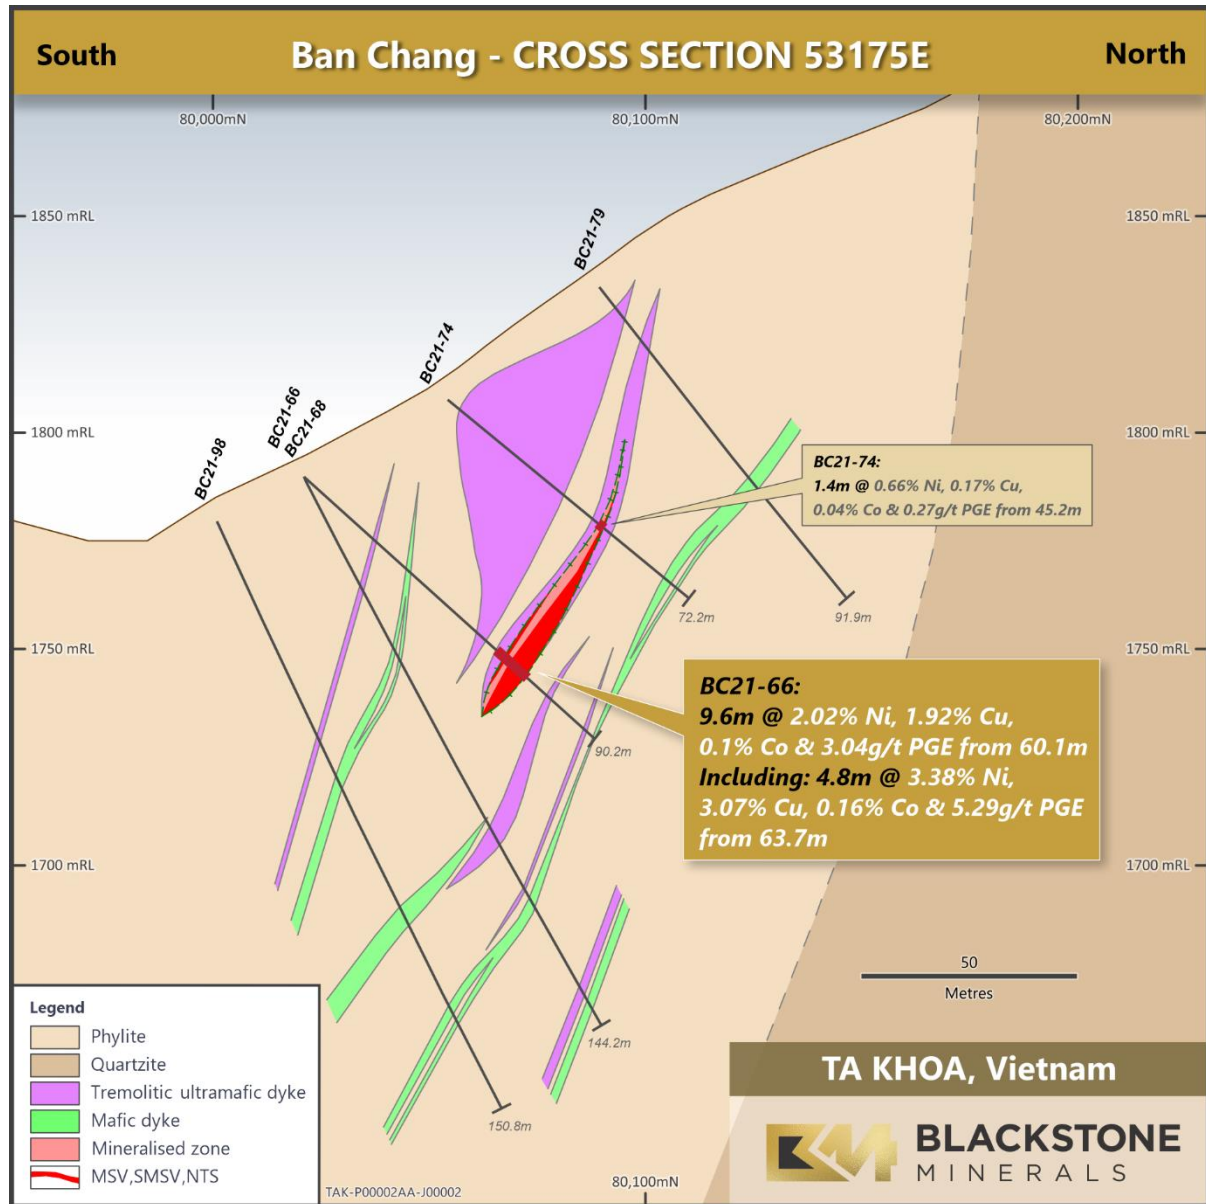 South
Ban Chang - CROSS SECTION 53175E
North
80,000mN
80,100mN
80,200mN
1850 mRL
1850 mRL
BC21-79
BC21-74
BC21-66
BC21-68
BC21-98
1800 mRL
1800 mRL
BC21-74:
1.4m @ 0.66% Ni, 0.17% Cu,
0.04% Co & 0.27g/t PGE from 45.2m
72.2m
91.9m
1750 mRL
1750 mRL
BC21-66:
9.6m @ 2.02% Ni, 1.92% Cu,
0.1% Co & 3.04g/t PGE from 60.1m
Including: 4.8m @ 3.38% Ni,
3.07% Cu, 0.16% Co & 5.29g/t PGE
from 63.7m
90.2m
1700 mRL
1700 mRL
50
Metres
144.2m
150.8m
Legend
Phylite
Quartzite
Tremolitic ultramafic dyke
Mafic dyke
Mineralised zone
MSV,SMSV,NTS
TAK-P00002AA-J00002
80,100mN
TA KHOA, Vietnam
BLACKSTONE
MINERALS